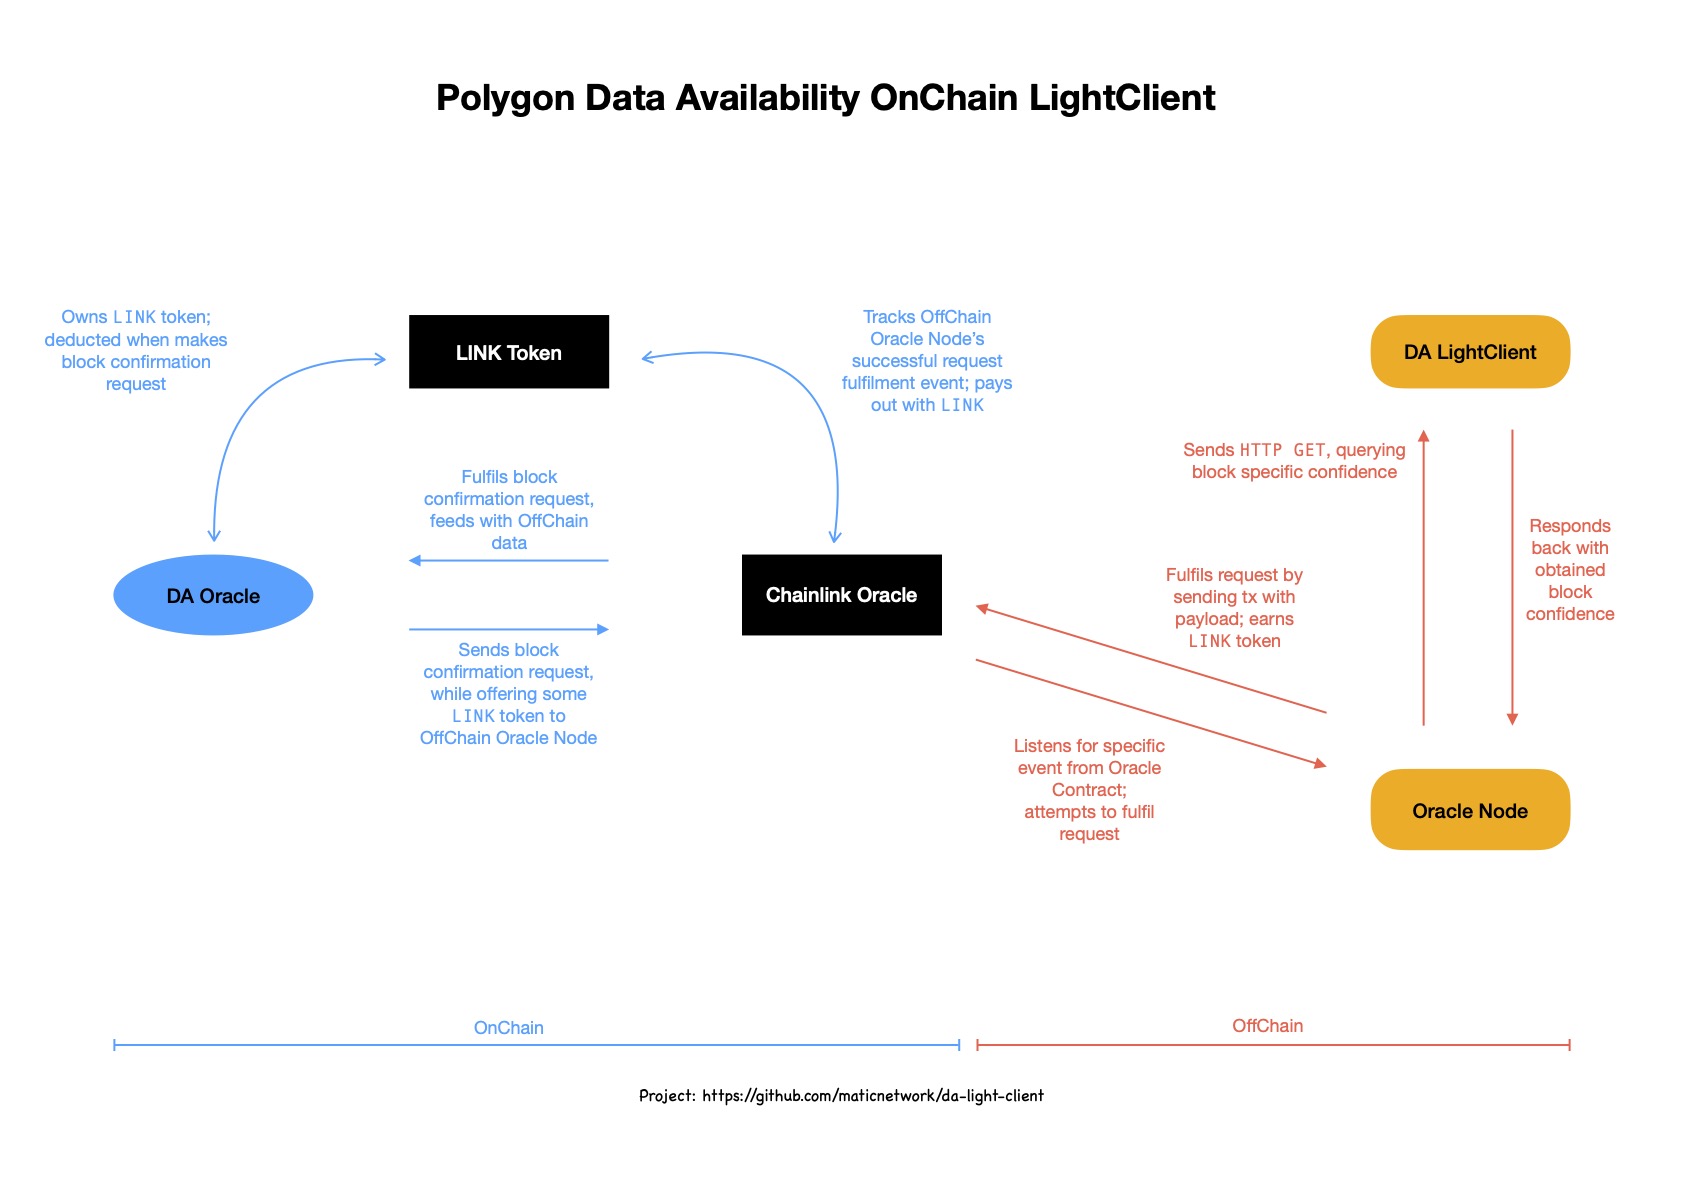 Polygon Data Availability OnChain LightClient
Owns LINK token;
deducted when makes
block confirmation
request
LINK Token
Tracks OffChain
Oracle Node's
successful request
fulfilment event; pays
out with LINK
DA LightClient
Sends HTTP GET, querying
block specific confidence
Fulfils block
confirmation request,
feeds with OffChain
data
Responds
back with
obtained
block
confidence
DA Oracle
Chainlink Oracle
Fulfils request by
sending tx with
payload; earns
LINK token
Sends block
confirmation request,
while offering some
LINK token to
OffChain Oracle Node
Listens for specific
event from Oracle
Contract;
attempts to fulfil
request
Oracle Node
OnChain
OffChain
Project: https://github.com/maticnetwork/da-light-client